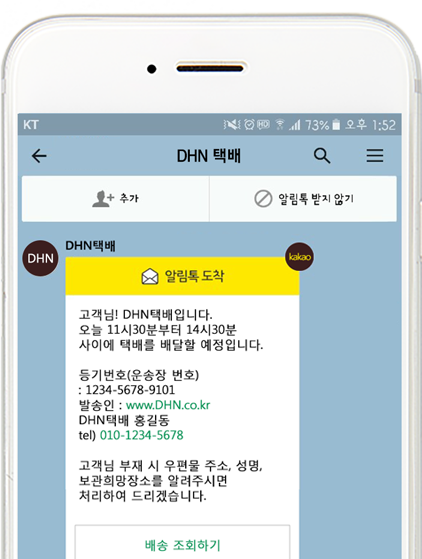 KT 73% 오후 1:52
DHN 택배
추가 알림톡 받지 않기
DHN택배
DHN
kakao
알림톡 도착
고객님! DHN택배입니다.
오늘 11시30분부터 14시30분
사이에 택배를 배달할 예정입니다.
등기번호(운송장 번호)
: 1234-5678-9101
발송인 : www.DHN.co.kr
DHN택배 홍길동
tel) 010-1234-5678
고객님 부재 시 우편물 주소, 성명,
보관희망장소를 알려주시면
처리하여 드리겠습니다.
배송 조회하기